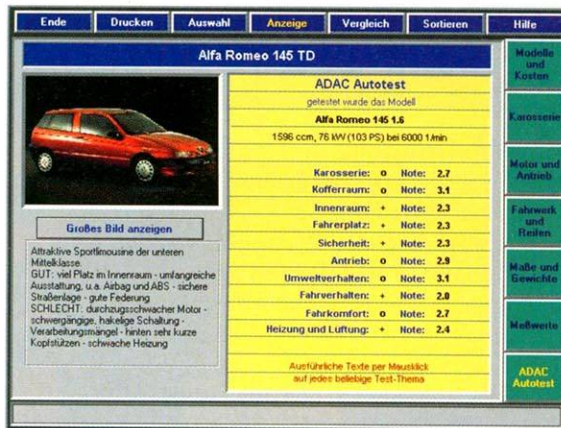 Ende Drucken Auswahl Anzeige Vergleich Sortieren Hilfe
Alfa Romeo 145 TD
Großes Bild anzeigen
Attraktive Sportlimousine der unteren
Mittelklasse.
GUT: viel Platz im Innenraum - umfangreiche
Ausstattung, u.a. Airbag und ABS - sichere
Straßenlage - gute Federung
SCHLECHT: durchzugsschwacher Motor -
schwergängige, hakelige Schaltung -
Verarbeitungsmängel - hinten sehr kurze
Kopfstützen - schwache Heizung
ADAC Autotest
getestet wurde das Modell
Alfa Romeo 145 1.6
1596 ccm, 76 kW (103 PS) bei 6000 1/min
Karosserie: o Note: 2.7
Kofferraum: o Note: 3.1
Innenraum: + Note: 2.3
Fahrerplatz: + Note: 2.3
Sicherheit: + Note: 2.3
Antrieb: o Note: 2.9
Umweltverhalten: o Note: 3.1
Fahrverhalten: + Note: 2.0
Fahrkomfort: o Note: 2.7
Heizung und Lüftung: + Note: 2.4
Ausführliche Texte per Mausklick
auf jedes beliebige Test-Thema
Modelle
und
Kosten
Karosserie
Motor und
Antrieb
Fahrwerk
und
Reifen
Maße und
Gewichte
Meßwerte
ADAC
Autotest